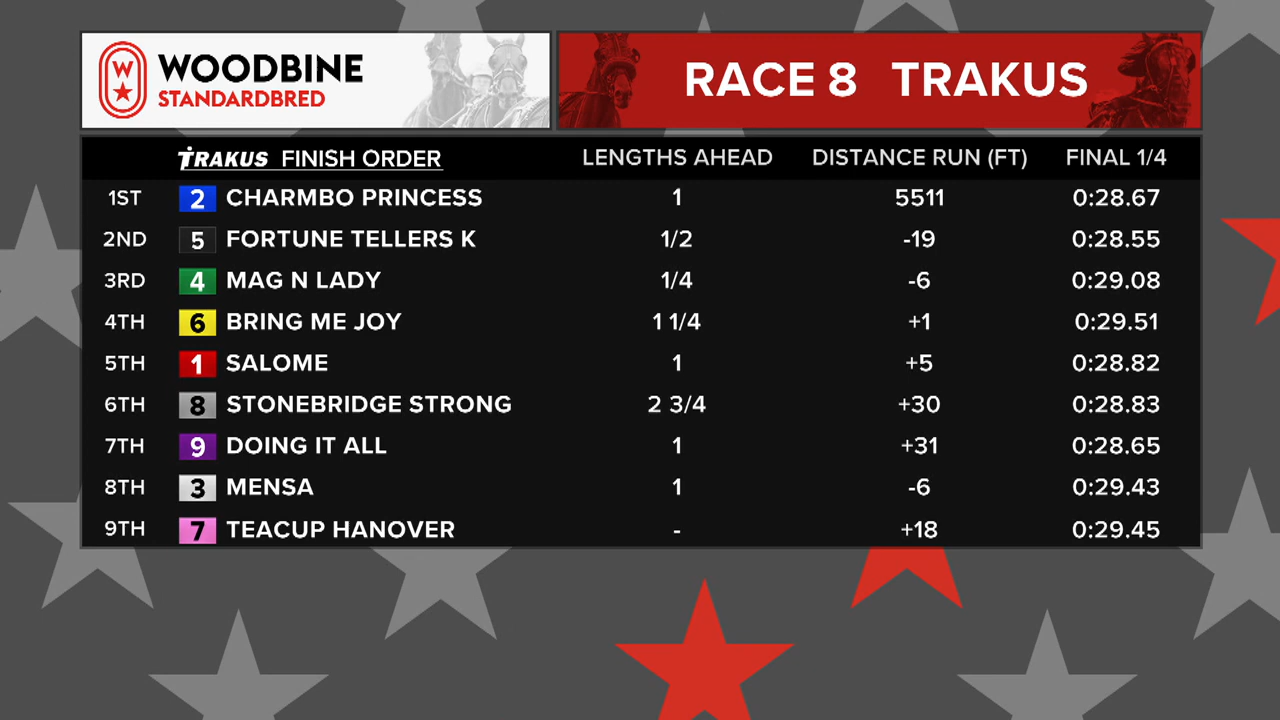 W
WOODBINE
STANDARDBRED
RACE 8 TRAKUS
TRAKUS FINISH ORDER LENGTHS AHEAD DISTANCE RUN (FT) FINAL 1/4
1ST 2 CHARMBO PRINCESS 1 5511 0:28.67
2ND 5 FORTUNE TELLERS K 1/2 -19 0:28.55
3RD 4 MAG N LADY 1/4 -6 0:29.08
4TH 6 BRING ME JOY 1 1/4 +1 0:29.51
5TH 1 SALOME 1 +5 0:28.82
6TH 8 STONEBRIDGE STRONG 2 3/4 +30 0:28.83
7TH 9 DOING IT ALL 1 +31 0:28.65
8TH 3 MENSA 1 -6 0:29.43
9TH 7 TEACUP HANOVER - +18 0:29.45